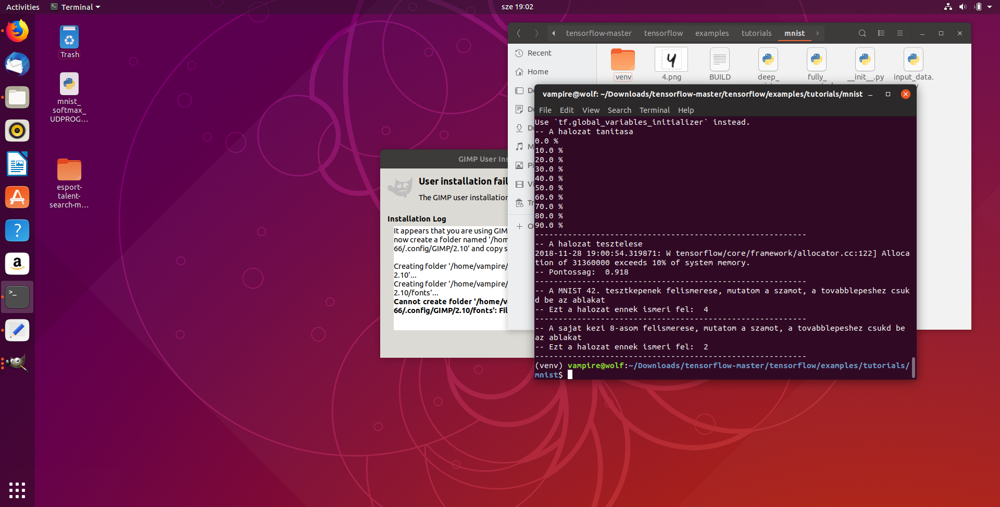 Activities
Terminal
sze 19:02
Trash
mnist_
softmax_
UDPROG...
esport-
talent-
search-m...
tensorflow-master
tensorflow
examples
tutorials
mnist
Recent
Home
De
Do
Do
M
Pi
Vi
Tr
O
venv
4
4.png
BUILD
deep_
fully_
__init__.py
input_data.
GIMP User Ins
User installation fail
The GIMP user installation
Installation Log
It appears that you are using GIM
now create a folder named '/hom
66/.config/GIMP/2.10' and copy s
Creating folder '/home/vampire/
2.10'...
Creating folder '/home/vampire/
2.10/fonts'...
Cannot create folder '/home/va
66/.config/GIMP/2.10/fonts': Fil
vampire@wolf: ~/Downloads/tensorflow-master/tensorflow/examples/tutorials/mnist
File Edit View Search Terminal Help
Use `tf.global_variables_initializer` instead.
-- A halozat tanitasa
0.0 %
10.0 %
20.0 %
30.0 %
40.0 %
50.0 %
60.0 %
70.0 %
80.0 %
90.0 %
----------------------------------------------------------
-- A halozat tesztelese
2018-11-28 19:00:54.319871: W tensorflow/core/framework/allocator.cc:122] Alloca
tion of 31360000 exceeds 10% of system memory.
-- Pontossag:  0.918
----------------------------------------------------------
-- A MNIST 42. tesztkepenek felismerese, mutatom a szamot, a tovabblepeshez csuk
d be az ablakat
-- Ezt a halozat ennek ismeri fel:  4
----------------------------------------------------------
-- A sajat kezi 8-asom felismerese, mutatom a szamot, a tovabblepeshez csukd be
az ablakat
-- Ezt a halozat ennek ismeri fel:  2
----------------------------------------------------------
(venv) vampire@wolf:~/Downloads/tensorflow-master/tensorflow/examples/tutorials/
mnist$